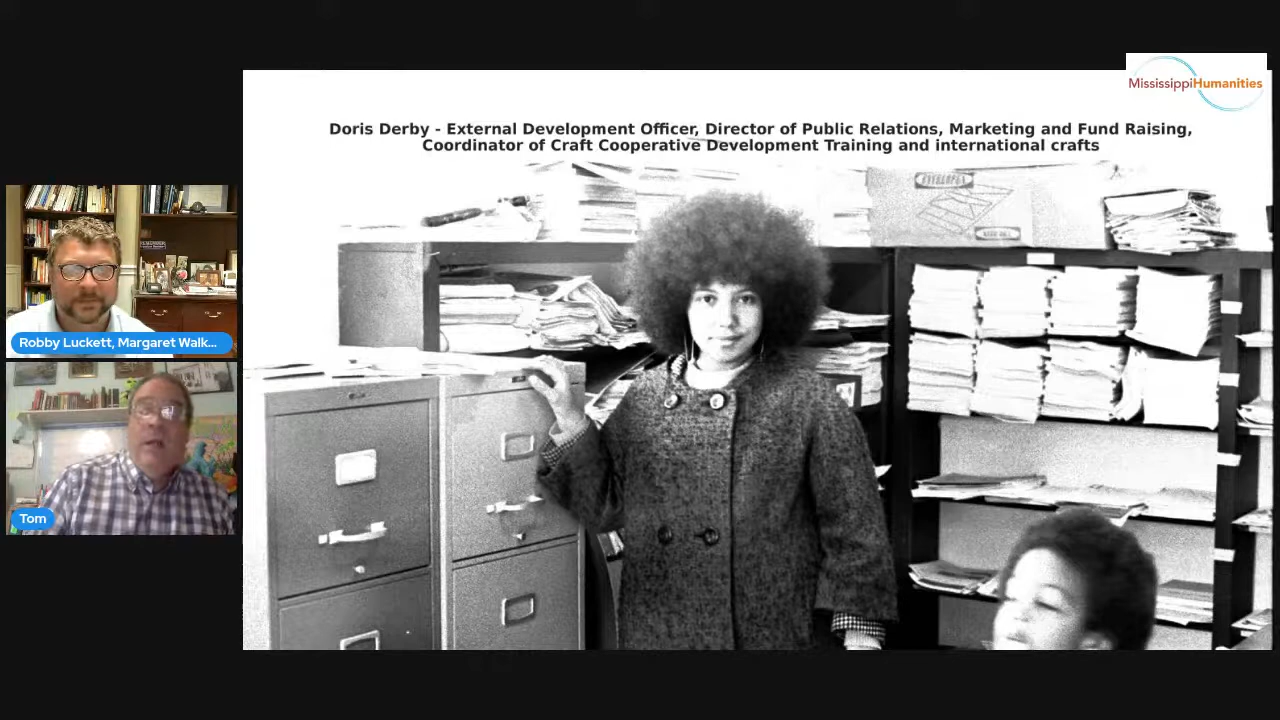 MississippiHumanities
Doris Derby - External Development Officer, Director of Public Relations, Marketing and Fund Raising,
Coordinator of Craft Cooperative Development Training and international crafts
ENVELOPES
Robby Luckett, Margaret Walk...
Tom